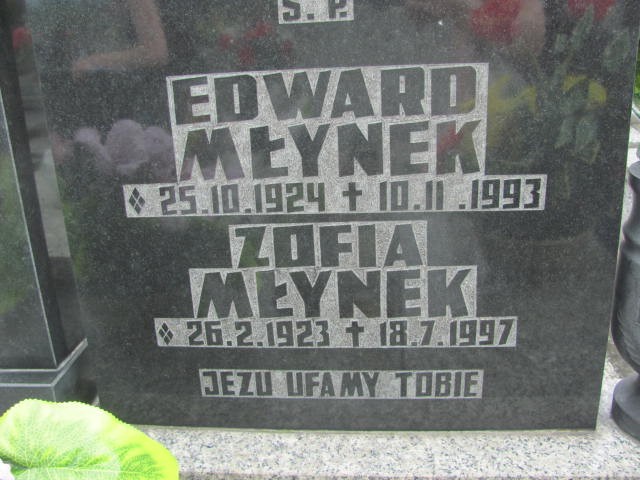 Ś. P.
EDWARD
MŁYNEK
25.10.1924 ✝ 10.11.1993
ZOFIA
MŁYNEK
26.2.1923 ✝ 18.7.1997
JEZU UFAMY TOBIE